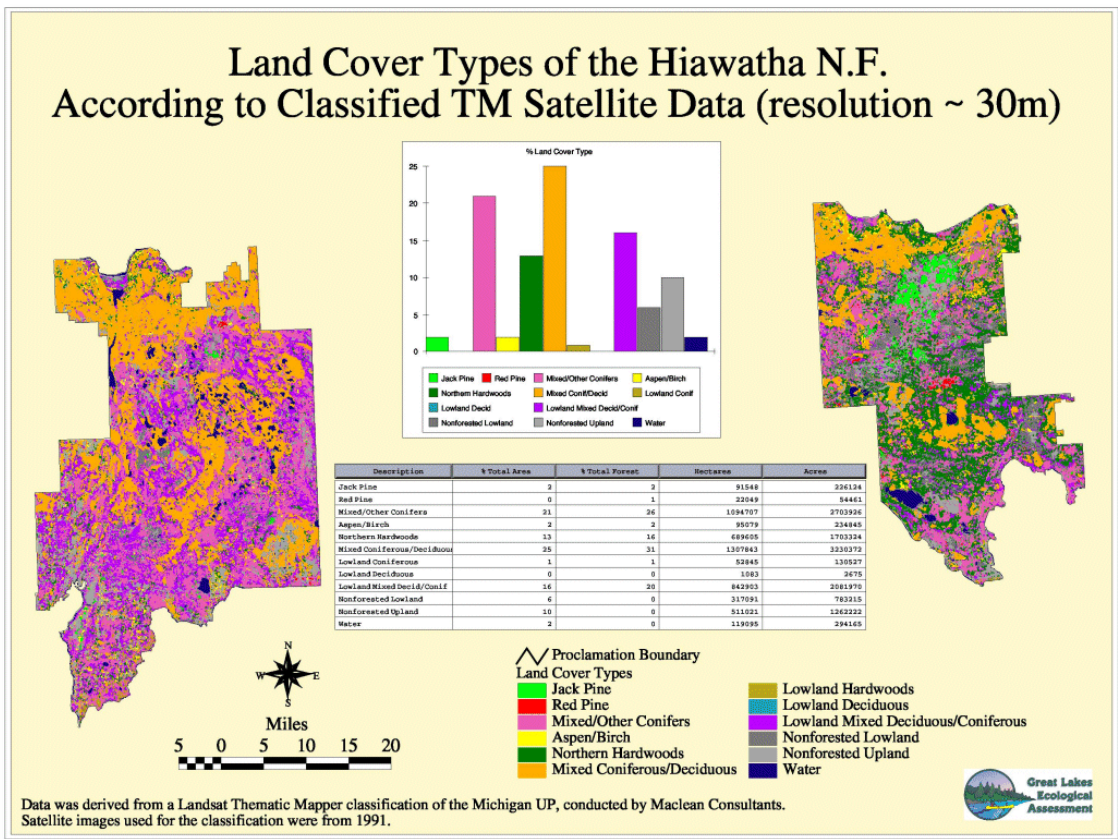 Land Cover Types of the Hiawatha N.F.
According to Classified TM Satellite Data (resolution ~ 30m)
% Land Cover Type
25
20
15
10
5
0
Jack Pine Red Pine Mixed/Other Conifers Aspen/Birch
Northern Hardwoods Mixed Conif/Decid Lowland Conif
Lowland Decid Lowland Mixed Decid/Conif
Nonforested Lowland Nonforested Upland Water
Description % Total Area % Total Forest Hectares Acres
Jack Pine 2 2 91548 226124
Red Pine 0 1 22049 54461
Mixed/Other Conifers 21 26 1094707 2703926
Aspen/Birch 2 2 95079 234845
Northern Hardwoods 13 16 689605 1703324
Mixed Coniferous/Deciduou 25 31 1307843 3230372
Lowland Coniferous 1 1 52845 130527
Lowland Deciduous 0 0 1083 2675
Lowland Mixed Decid/Conif 16 20 842903 2081970
Nonforested Lowland 6 0 317091 783215
Nonforested Upland 10 0 511021 1262222
Water 2 0 119095 294165
N
W E
S
Miles
5 0 5 10 15 20
Proclamation Boundary
Land Cover Types
Jack Pine
Red Pine
Mixed/Other Conifers
Aspen/Birch
Northern Hardwoods
Mixed Coniferous/Deciduous
Lowland Hardwoods
Lowland Deciduous
Lowland Mixed Deciduous/Coniferous
Nonforested Lowland
Nonforested Upland
Water
Data was derived from a Landsat Thematic Mapper classification of the Michigan UP, conducted by Maclean Consultants.
Satellite images used for the classification were from 1991.
Great Lakes
Ecological
Assessment